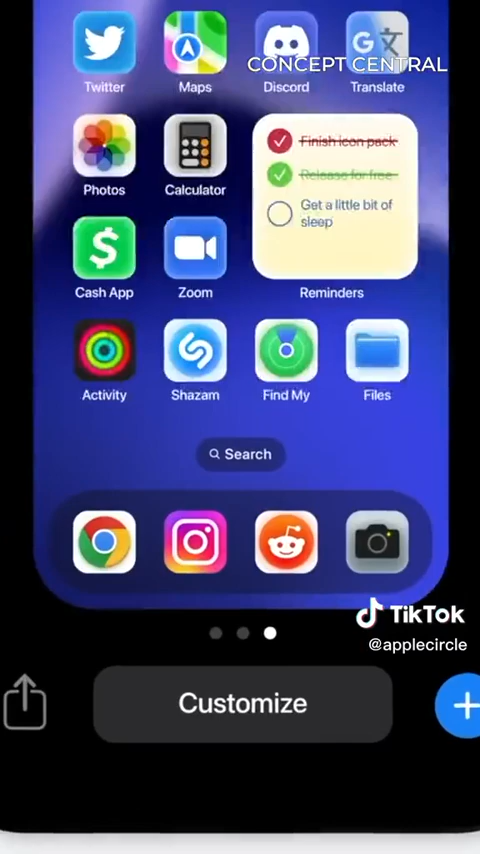 CONCEPT CENTRAL
Twitter
Maps
Discord
Translate
G
Finish icon pack
Release for free
Get a little bit of
sleep
Photos
Calculator
Cash App
Zoom
Reminders
Activity
Shazam
Find My
Files
Search
TikTok
@applecircle
Customize